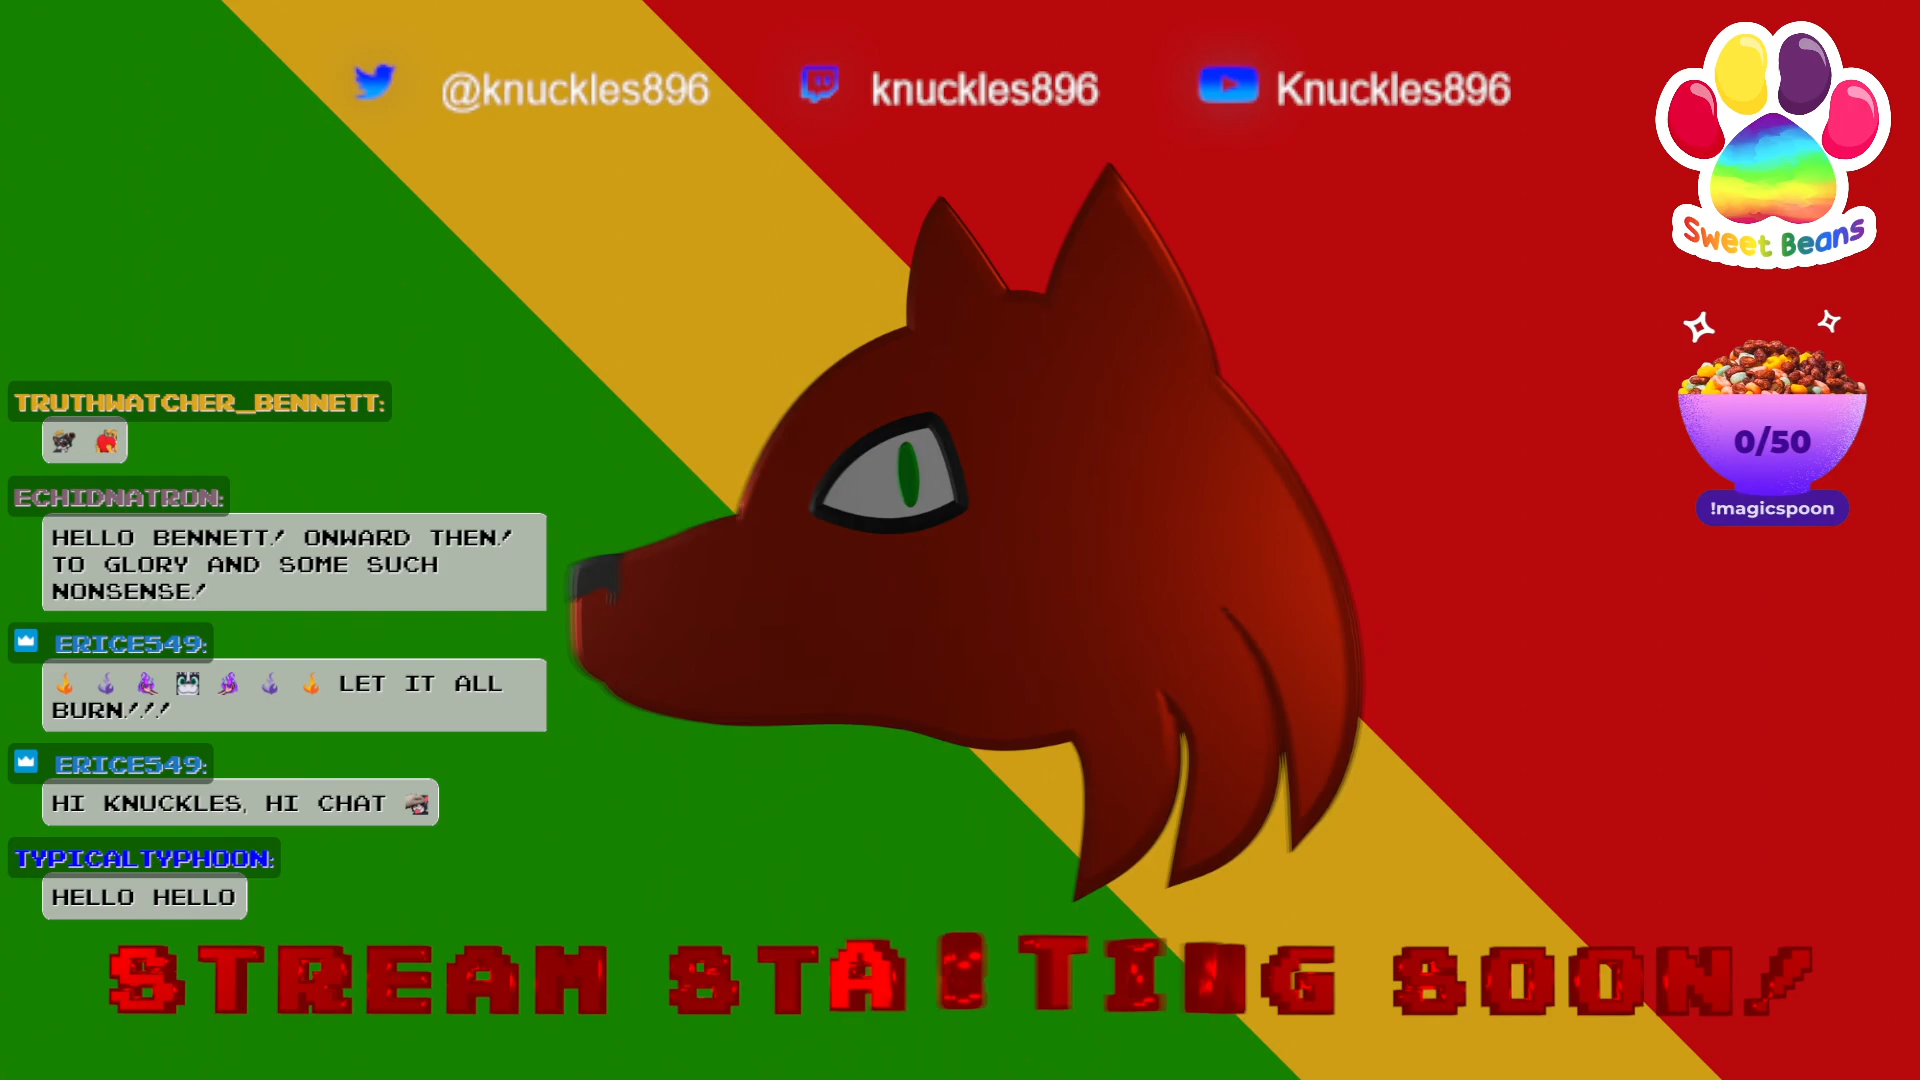 @knuckles896
knuckles896
Knuckles896
Sweet Beans
0/50
!magicspoon
TRUTHWATCHER_BENNETT:
ECHIDNATRON:
HELLO BENNETT! ONWARD THEN!
TO GLORY AND SOME SUCH
NONSENSE!
ERICE549:
LET IT ALL
BURN!!!
ERICE549:
HI KNUCKLES, HI CHAT
TYPICALTYPHOON:
HELLO HELLO
STREAM STARTING SOON!